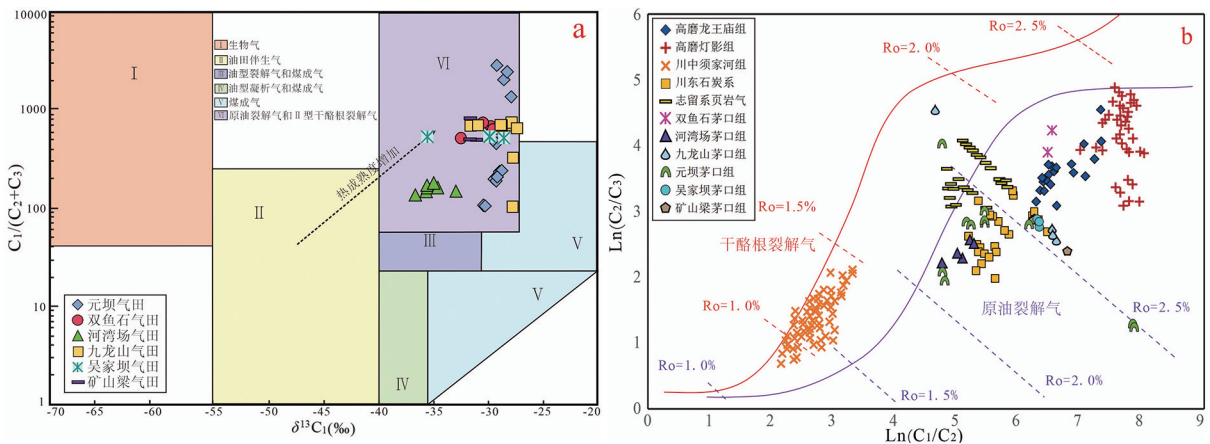 a
10000
1000
100
10
1
C₁/(C₂+C₃)
-70
-65
-60
-55
-50
-45
-40
-35
-30
-25
-20
δ¹³C₁(‰)
Ⅰ
Ⅱ
Ⅵ
Ⅲ
Ⅴ
Ⅴ
Ⅳ
Ⅰ 生物气
Ⅱ 油田伴生气
Ⅲ 油型裂解气和煤成气
Ⅳ 油型凝析气和煤成气
Ⅴ 煤成气
Ⅵ 原油裂解气和Ⅱ型干酪根裂解气
热成熟度增加
元坝气田
双鱼石气田
河湾场气田
九龙山气田
吴家坝气田
矿山梁气田
b
6
5
4
3
2
1
0
Ln(C₂/C₃)
0
1
2
3
4
5
6
7
8
9
Ln(C₁/C₂)
高磨龙王庙组
高磨灯影组
川中须家河组
川东石炭系
志留系页岩气
双鱼石茅口组
河湾场茅口组
九龙山茅口组
元坝茅口组
吴家坝茅口组
矿山梁茅口组
Ro=2.5%
Ro=2.0%
Ro=1.5%
干酪根裂解气
Ro=1.0%
原油裂解气
Ro=2.5%
Ro=1.0%
Ro=1.5%
Ro=2.0%